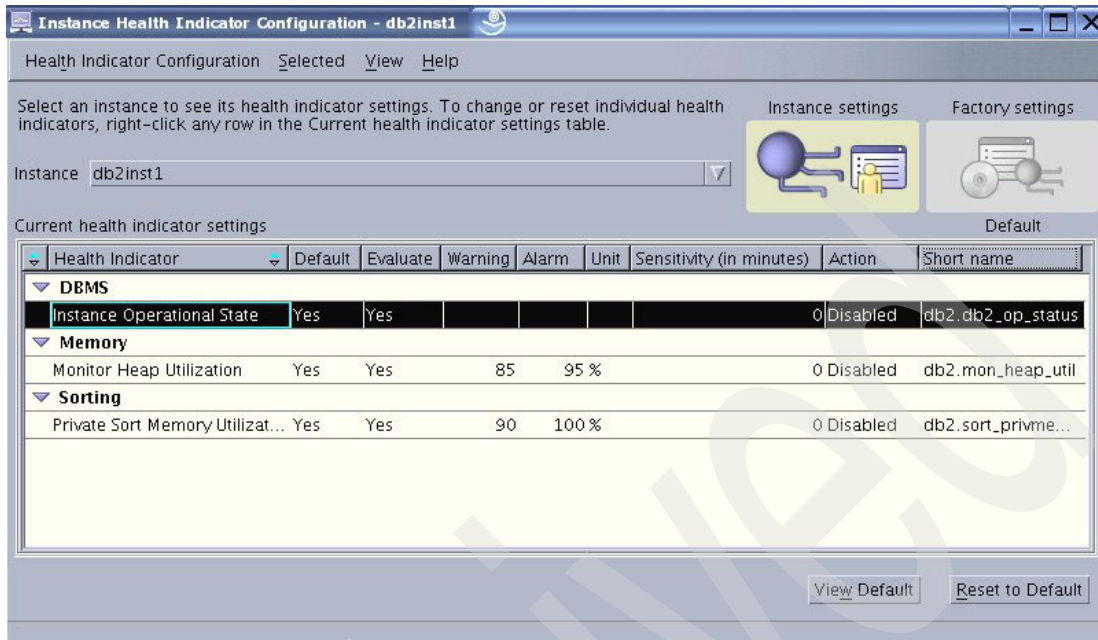 Instance Health Indicator Configuration - db2inst1
Health Indicator Configuration Selected View Help
Select an instance to see its health indicator settings. To change or reset individual health
indicators, right-click any row in the Current health indicator settings table.
Instance settings
Factory settings
Instance db2inst1
Current health indicator settings
Default
Health Indicator Default Evaluate Warning Alarm Unit Sensitivity (in minutes) Action Short name
DBMS
Instance Operational State Yes Yes 0 Disabled db2.db2_op_status
Memory
Monitor Heap Utilization Yes Yes 85 95 % 0 Disabled db2.mon_heap_util
Sorting
Private Sort Memory Utilizat... Yes Yes 90 100 % 0 Disabled db2.sort_privme...
View Default Reset to Default